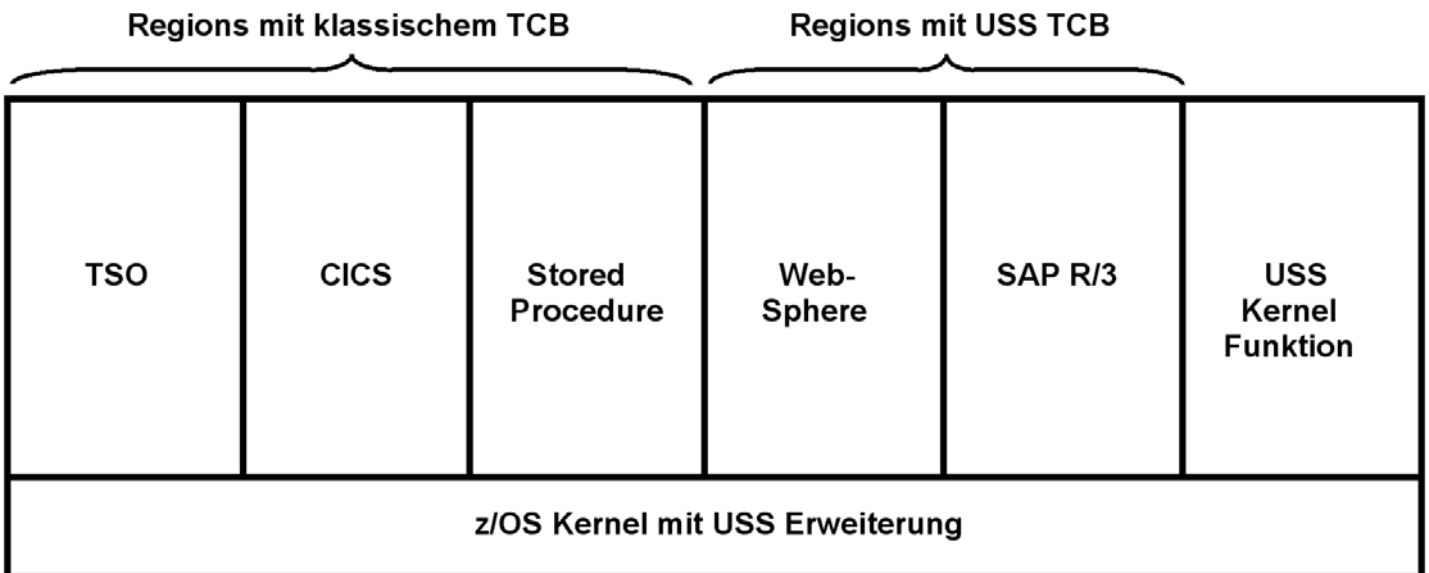 Regions mit klassischem TCB
Regions mit USS TCB
TSO
CICS
Stored
Procedure
Web-
Sphere
SAP R/3
USS
Kernel
Funktion
z/OS Kernel mit USS Erweiterung